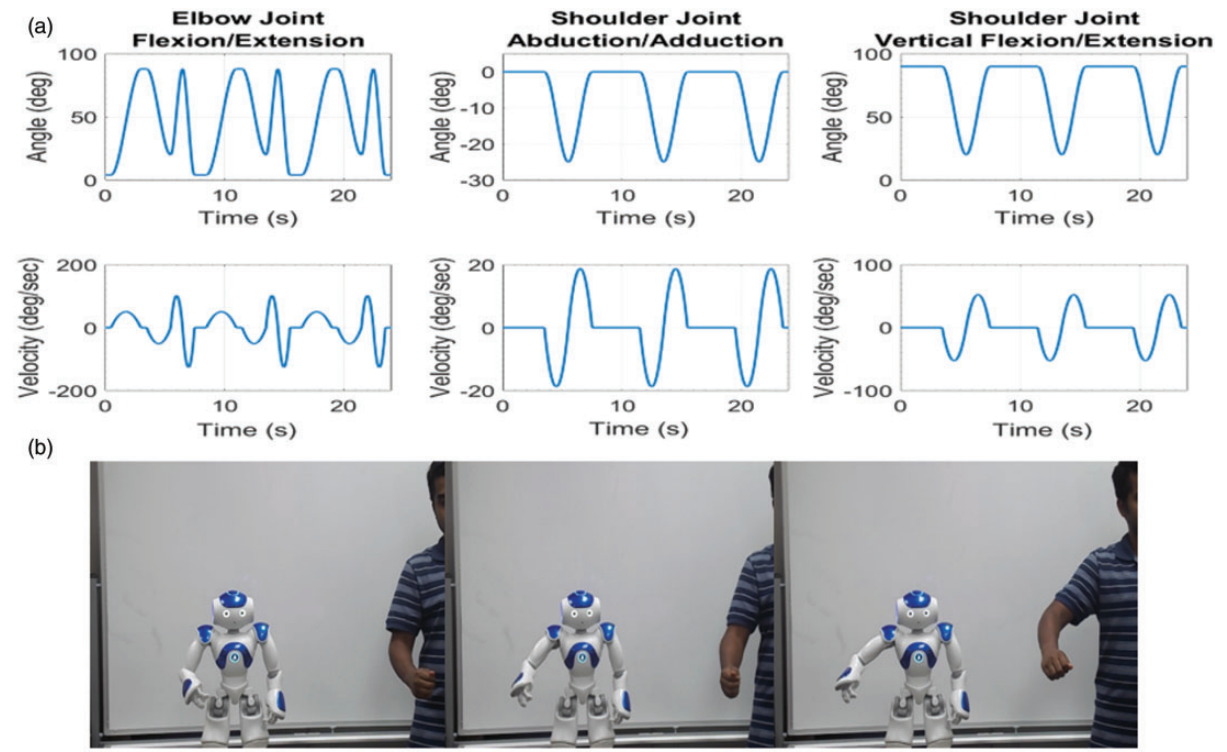 (a)
Elbow Joint
Flexion/Extension
Angle (deg)
100
50
0
0
10
20
Time (s)
Shoulder Joint
Abduction/Adduction
Angle (deg)
0
-10
-20
-30
0
10
20
Time (s)
Shoulder Joint
Vertical Flexion/Extension
Angle (deg)
100
50
0
0
10
20
Time (s)
Velocity (deg/sec)
200
0
-200
0
10
20
Time (s)
Velocity (deg/sec)
20
0
-20
0
10
20
Time (s)
Velocity (deg/sec)
100
0
-100
0
10
20
Time (s)
(b)